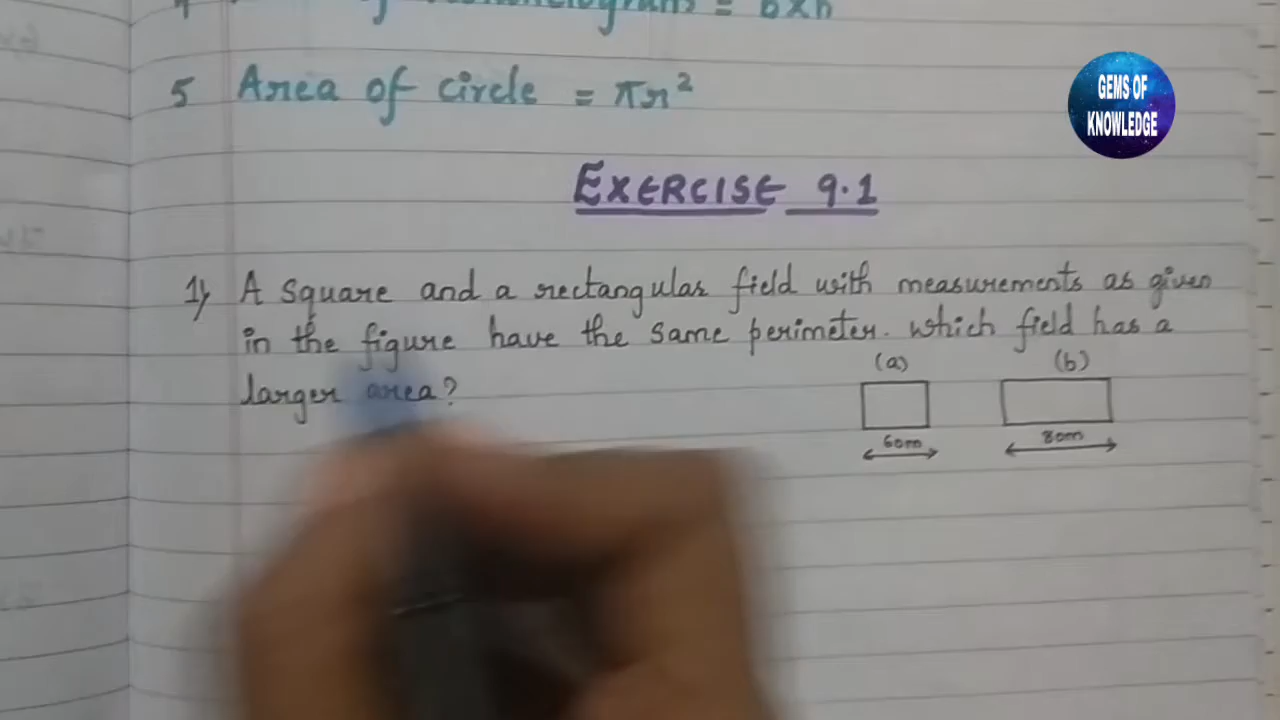 = b×h
5 Area of circle = πr²
GEMS OF
KNOWLEDGE
EXERCISE 9.1
1) A square and a rectangular field with measurements as given
in the figure have the same perimeter. which field has a
larger area?
(a) (b)
60m 80m